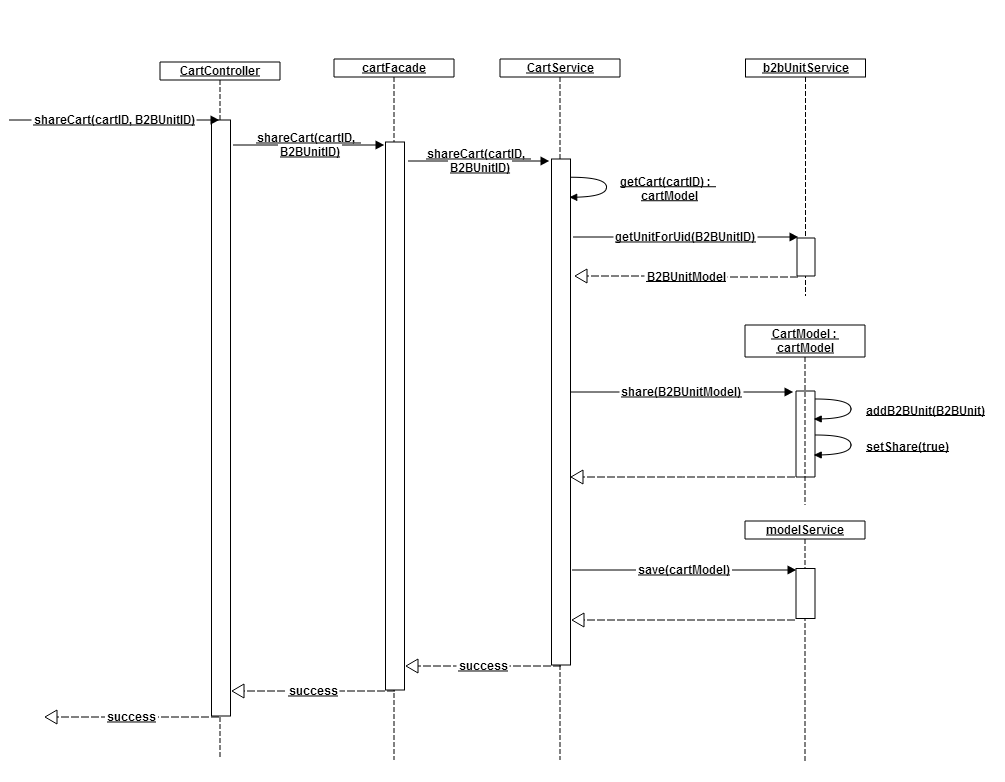 CartController
cartFacade
CartService
b2bUnitService
shareCart(cartID, B2BUnitID)
shareCart(cartID,
B2BUnitID)
shareCart(cartID,
B2BUnitID)
getCart(cartID) :
cartModel
getUnitForUid(B2BUnitID)
B2BUnitModel
CartModel :
cartModel
share(B2BUnitModel)
addB2BUnit(B2BUnit)
setShare(true)
modelService
save(cartModel)
success
success
success